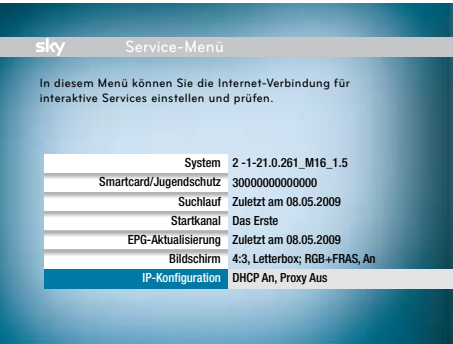 sky Service-Menü
In diesem Menü können Sie die Internet-Verbindung für
interaktive Services einstellen und prüfen.
System 2 -1-21.0.261_M16_1.5
Smartcard/Jugendschutz 30000000000000
Suchlauf Zuletzt am 08.05.2009
Startkanal Das Erste
EPG-Aktualisierung Zuletzt am 08.05.2009
Bildschirm 4:3, Letterbox; RGB+FRAS, An
IP-Konfiguration DHCP An, Proxy Aus